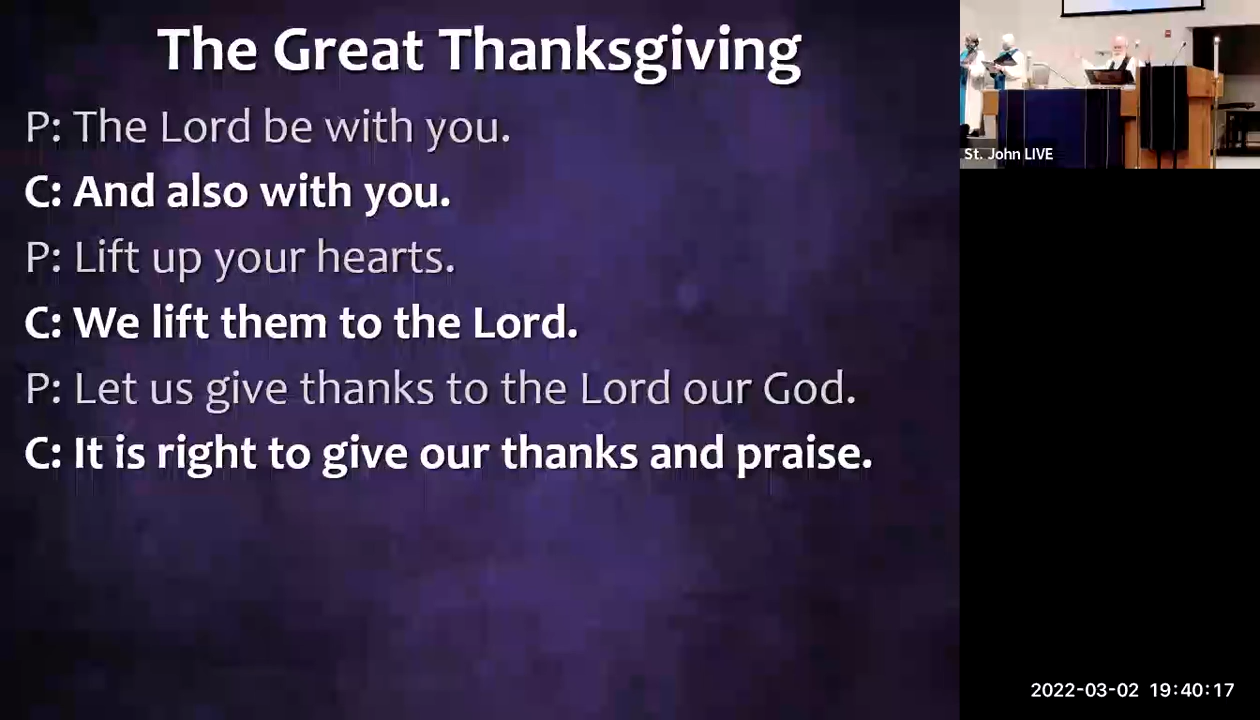 The Great Thanksgiving
P: The Lord be with you.
C: And also with you.
P: Lift up your hearts.
C: We lift them to the Lord.
P: Let us give thanks to the Lord our God.
C: It is right to give our thanks and praise.
St. John LIVE
2022-03-02 19:40:17